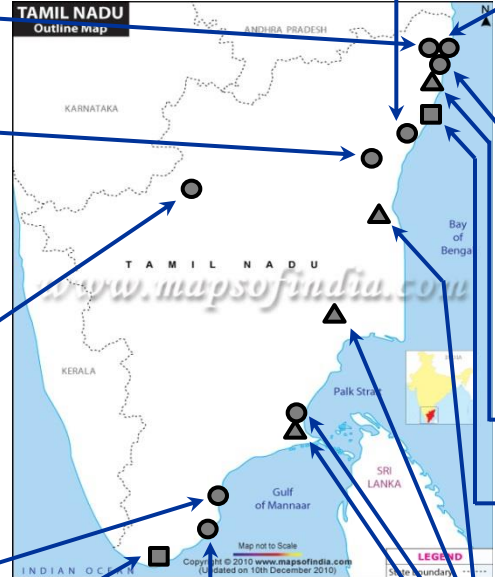 TAMIL NADU
Outline Map
N
ANDHRA PRADESH
KARNATAKA
Bay
of
Bengal
T A M I L N A D U
www.mapsofindia.com
INDIA
KERALA
Palk Strait
SRI
LANKA
Gulf
of Mannaar
Map not to Scale
Copyright © 2010 www.mapsofindia.com
(Updated on 10th December 2010)
INDIAN OCEAN
LEGEND
State Boundary